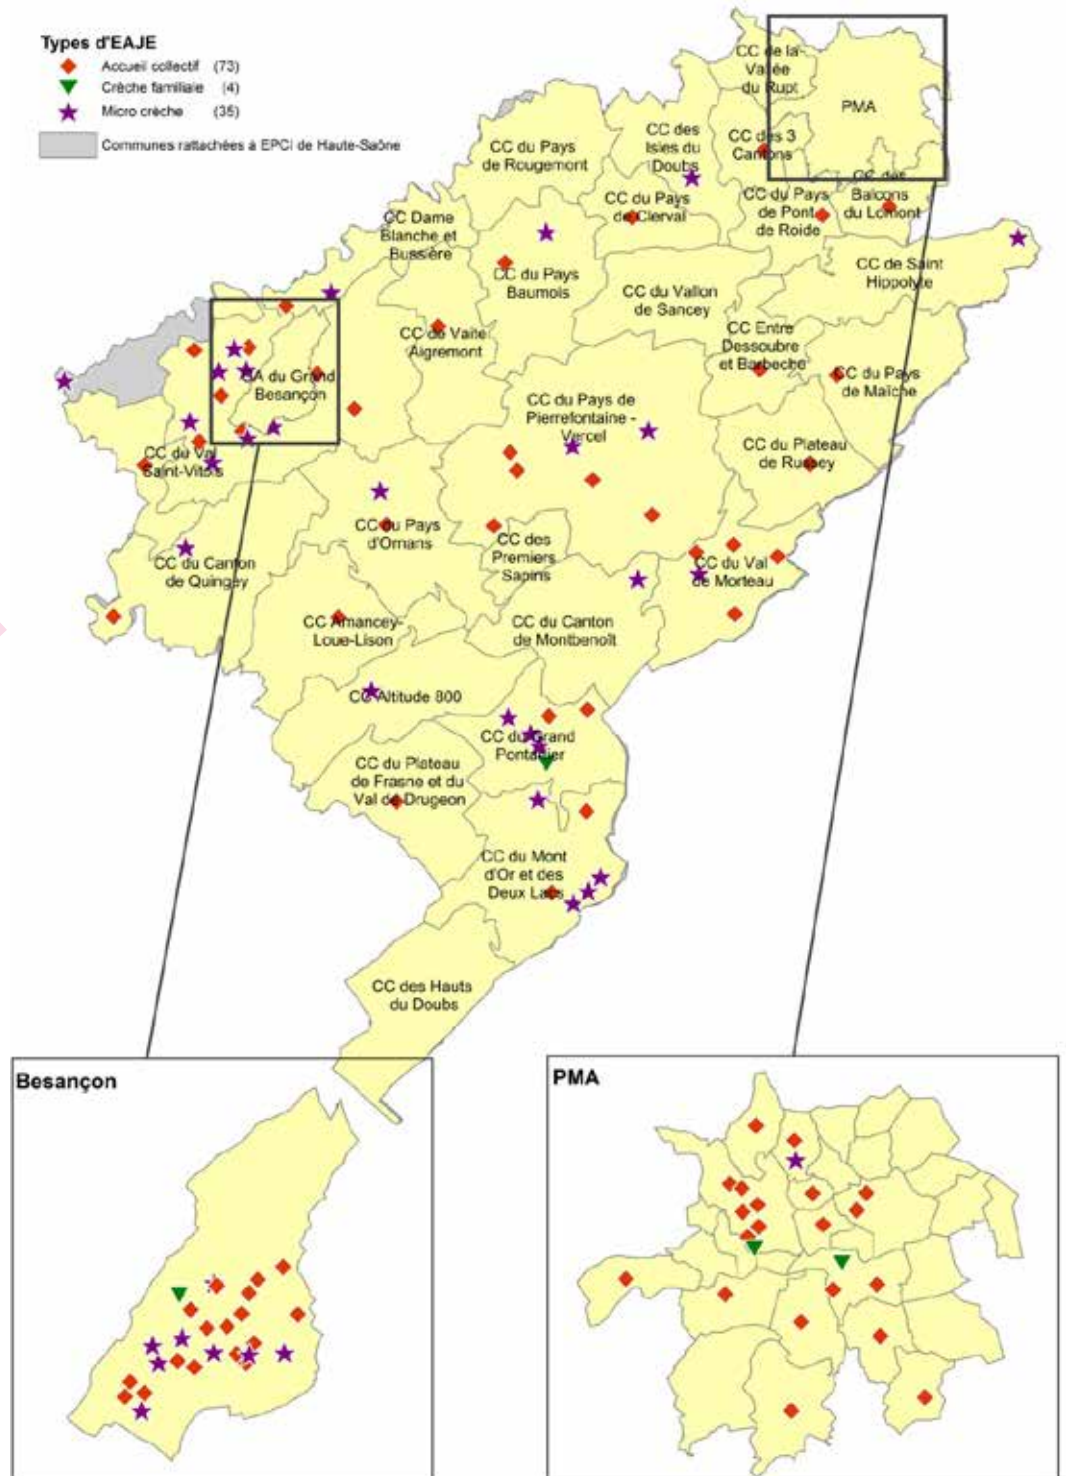 Types d'EAJE
Accueil collectif (73)
Crèche familiale (4)
Micro crèche (35)
Communes rattachées à EPCI de Haute-Saône
CC de la
Vallée
du Rupt
PMA
CC des 3
Cantons
CC des
Isles du
Doubs
CC du Pays
de Rougemont
CC du Pays
de Clerval
CC du Pays
de Pont
de Roide
CC des
Balcons
du Lomont
CC Dame
Blanche et
Bussière
CC du Pays
Baumois
CC de Saint
Hippolyte
CC du Vallon
de Sancey
CC de Vaite
Aigremont
CC Entre
Dessoubre
et Barbeche
CC du Pays
de Maîche
CA du Grand
Besançon
CC du Pays de
Pierrefontaine -
Vercel
CC du Plateau
de Russey
CC du Val
Saint-Vitois
CC du Pays
d'Ornans
CC des
Premiers
Sapins
CC du Val
de Morteau
CC du Canton
de Quingey
CC Amancey-
Loue-Lison
CC du Canton
de Montbenoît
CC Altitude 800
CC du Grand
Pontarlier
CC du Plateau
de Frasne et du
Val de Drugeon
CC du Mont
d'Or et des
Deux Lacs
CC des Hauts
du Doubs
Besançon
PMA